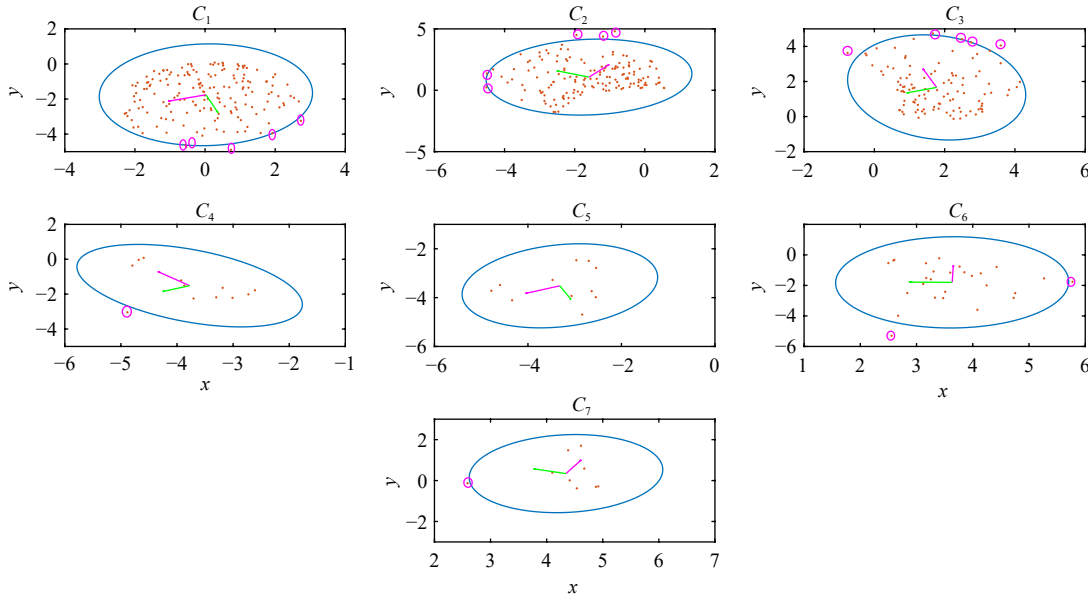 C1 C2 C3
2 5 4
0 y 0 y 2
y −2 0
−4 −5 −2
−4 −2 0 2 4 −4 −2 0 2 0 2 4 6
C4 C5 C6
2 −2 0
y 0 y −4 y −2
−2 −4
−4 −6 −6
−6 −5 −4 −3 −2 −1 −6 −4 −2 0 1 2 3 4 5 6
x x
C7
2
y 0
−2
2 3 4 5 6 7
x